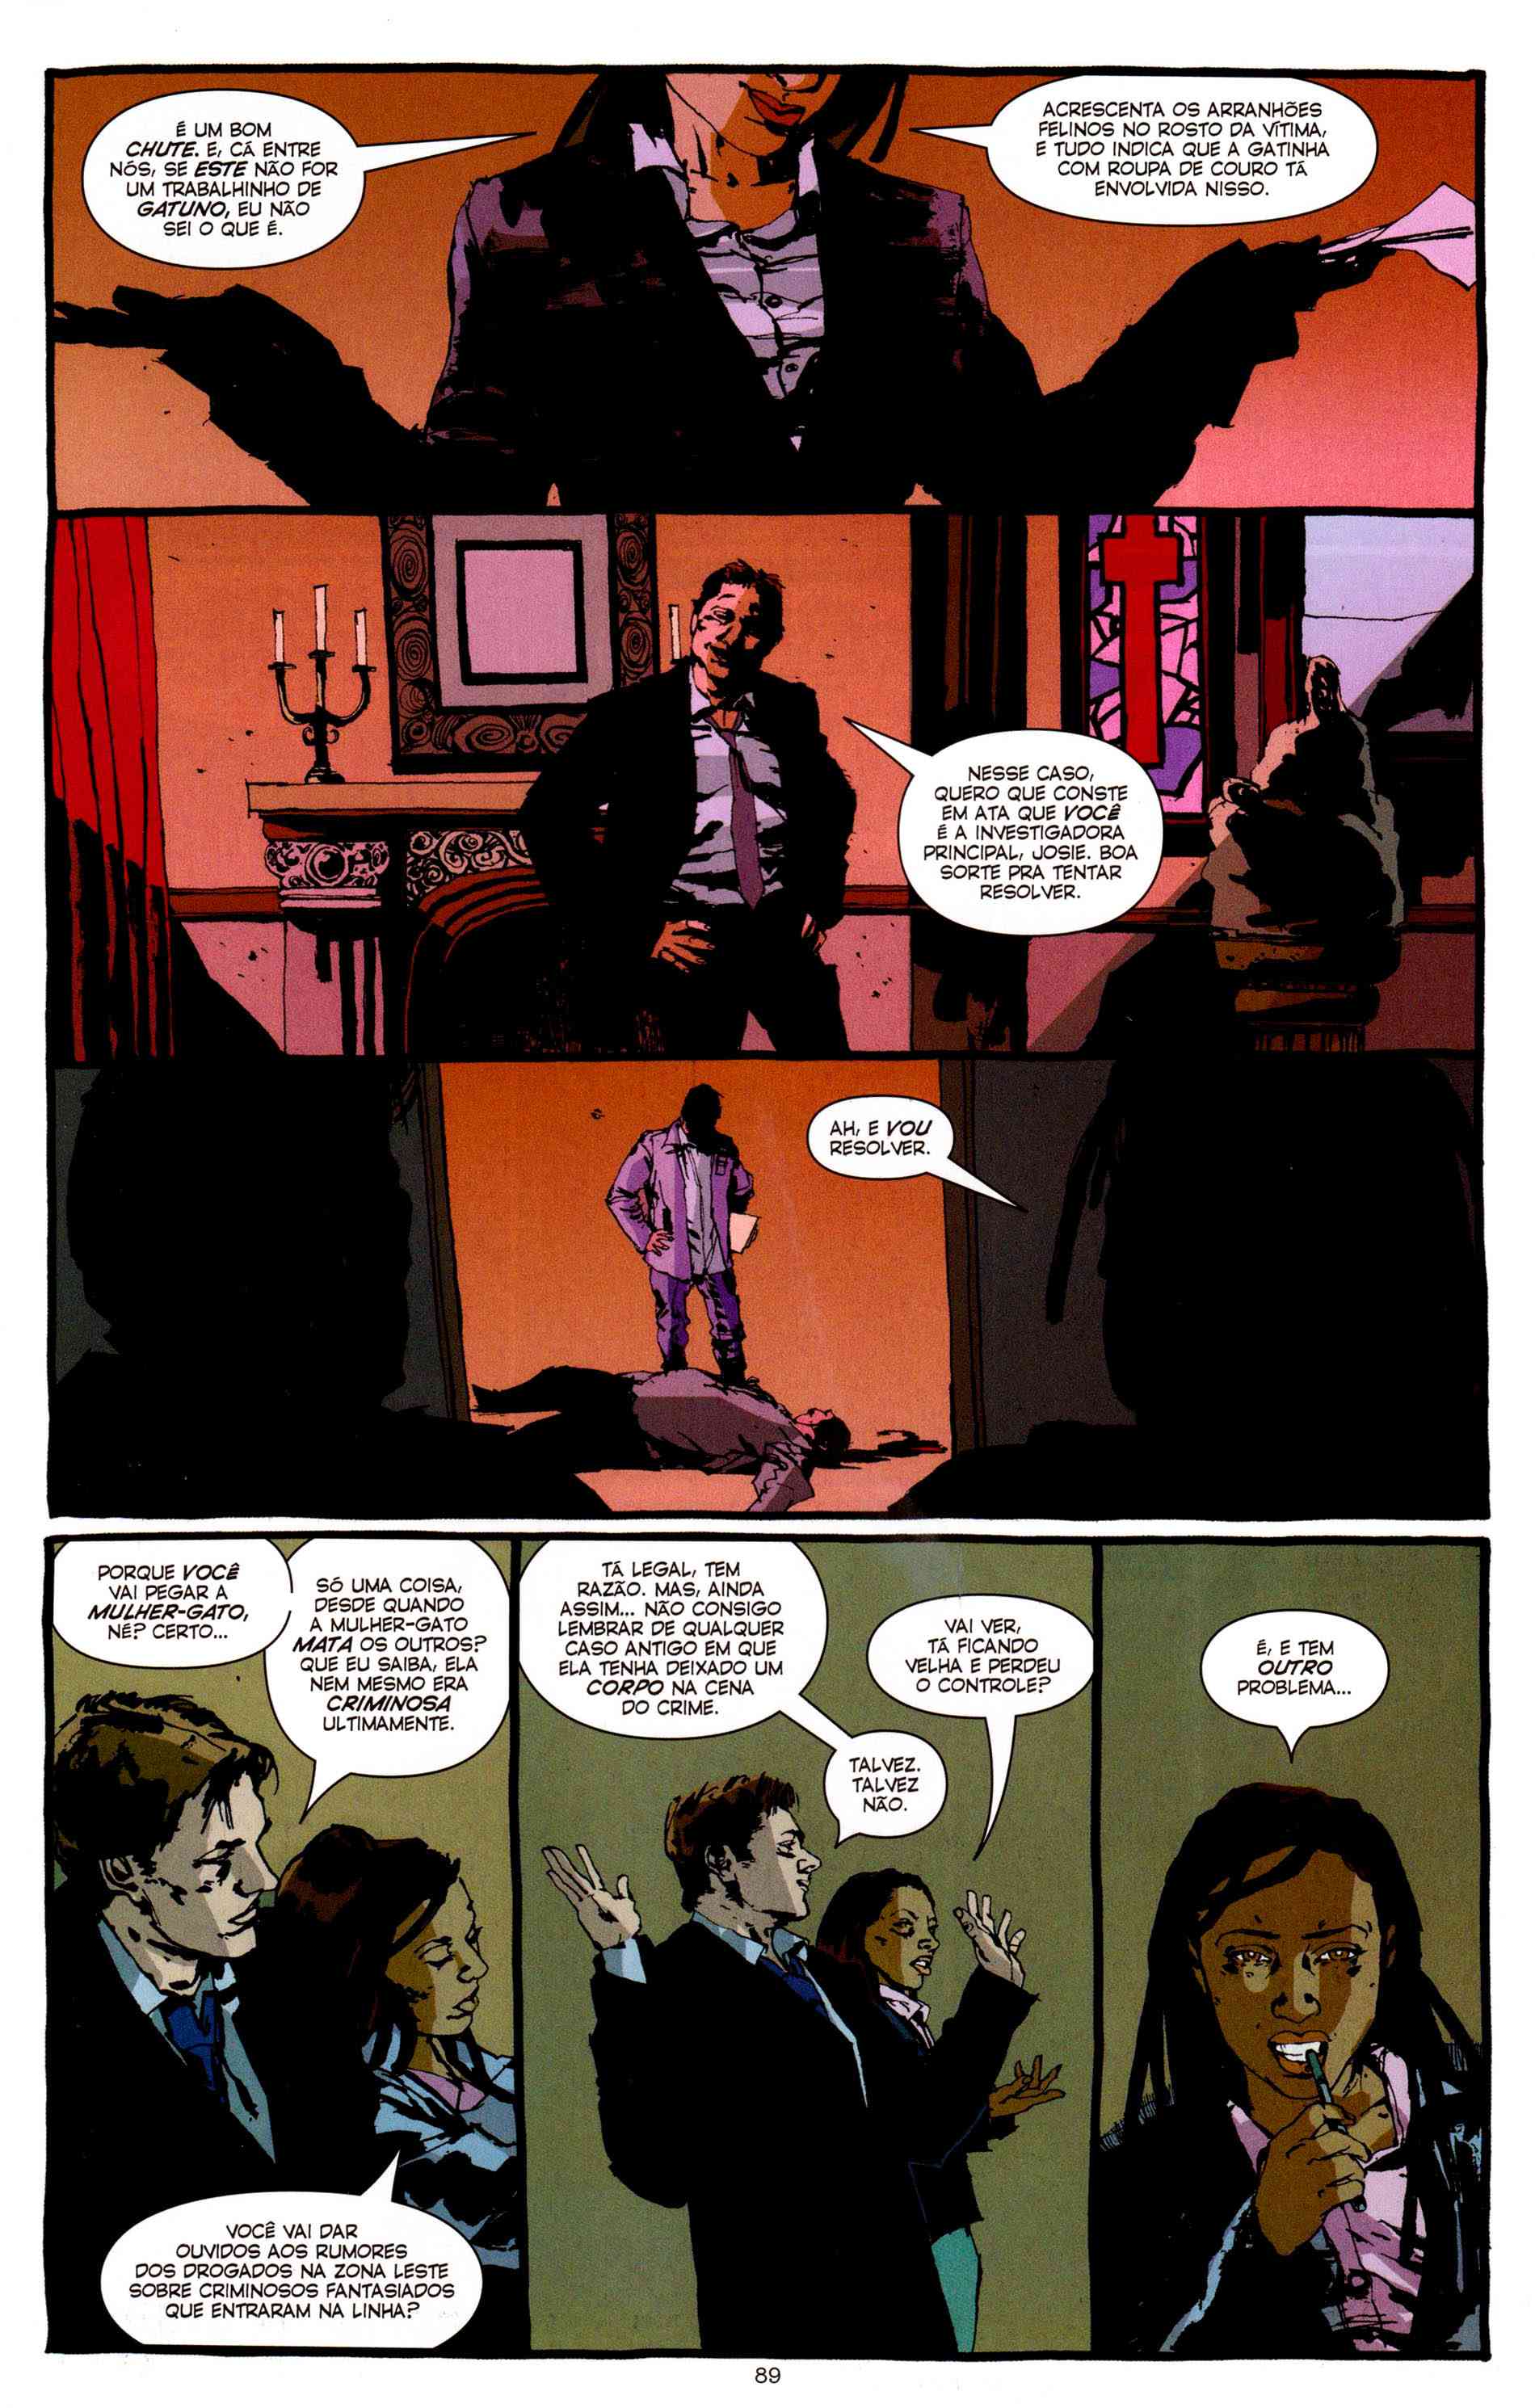 É UM BOM
CHUTE. E, CÁ ENTRE
NÓS, SE ESTE NÃO FOR
UM TRABALHINHO DE
GATUNO, EU NÃO
SEI O QUE É.
ACRESCENTA OS ARRANHÕES
FELINOS NO ROSTO DA VÍTIMA,
E TUDO INDICA QUE A GATINHA
COM ROUPA DE COURO TÁ
ENVOLVIDA NISSO.
NESSE CASO,
QUERO QUE CONSTE
EM ATA QUE VOCÊ
É A INVESTIGADORA
PRINCIPAL, JOSIE. BOA
SORTE PRA TENTAR
RESOLVER.
AH, E VOU
RESOLVER.
PORQUE VOCÊ
VAI PEGAR A
MULHER-GATO,
NÉ? CERTO...
SÓ UMA COISA,
DESDE QUANDO
A MULHER-GATO
MATA OS OUTROS?
QUE EU SAIBA, ELA
NEM MESMO ERA
CRIMINOSA
ULTIMAMENTE.
VOCÊ VAI DAR
OUVIDOS AOS RUMORES
DOS DROGADOS NA ZONA LESTE
SOBRE CRIMINOSOS FANTASIADOS
QUE ENTRARAM NA LINHA?
TÁ LEGAL, TEM
RAZÃO. MAS, AINDA
ASSIM... NÃO CONSIGO
LEMBRAR DE QUALQUER
CASO ANTIGO EM QUE
ELA TENHA DEIXADO UM
CORPO NA CENA
DO CRIME.
VAI VER,
TÁ FICANDO
VELHA E PERDEU
O CONTROLE?
TALVEZ.
TALVEZ
NÃO.
É, E TEM
OUTRO
PROBLEMA...
89